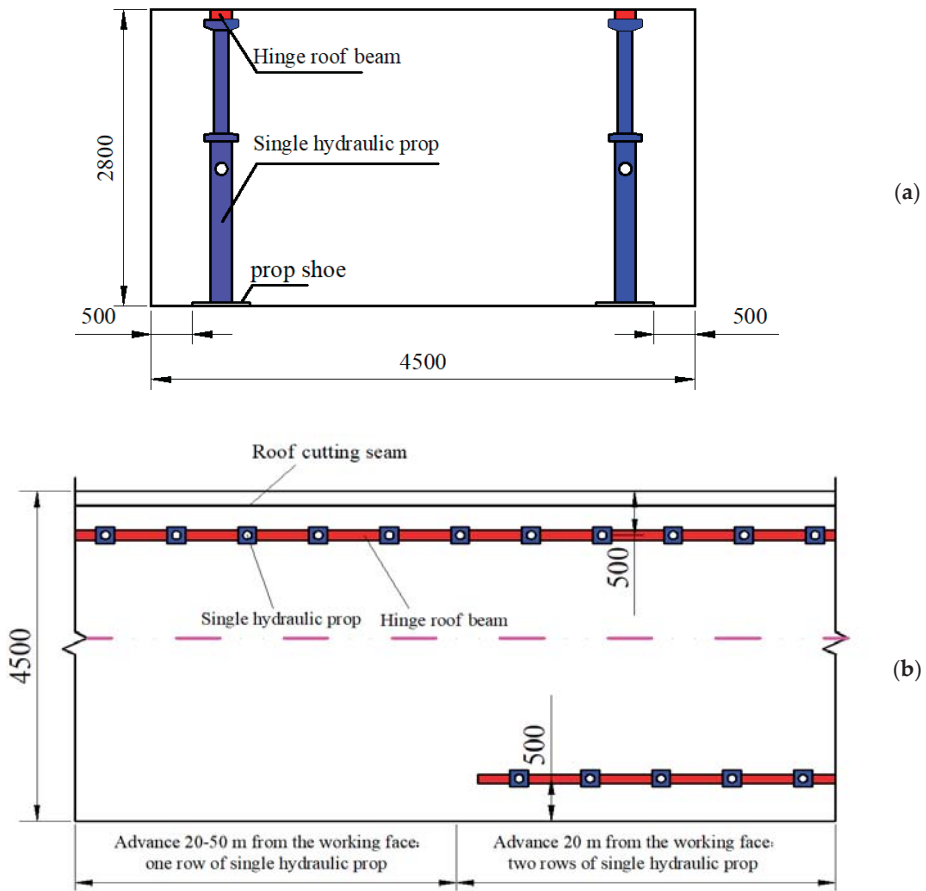 Hinge roof beam
Single hydraulic prop
2800
prop shoe
500
500
4500
(a)
Roof cutting seam
500
Single hydraulic prop
Hinge roof beam
4500
(b)
500
Advance 20-50 m from the working face:
one row of single hydraulic prop
Advance 20 m from the working face:
two rows of single hydraulic prop